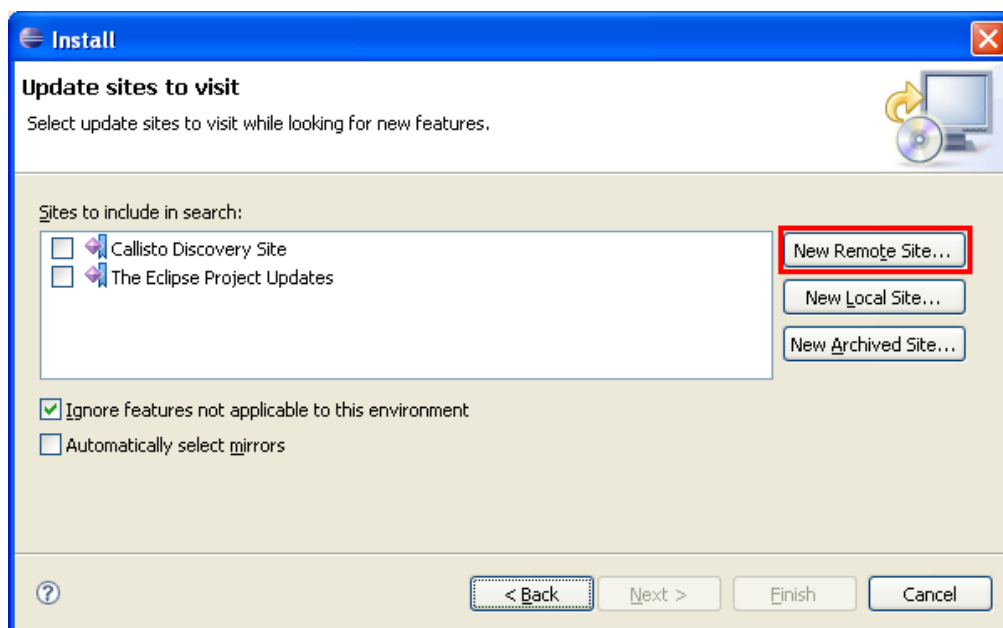 Install
Update sites to visit
Select update sites to visit while looking for new features.
Sites to include in search:
Callisto Discovery Site
The Eclipse Project Updates
New Remote Site...
New Local Site...
New Archived Site...
Ignore features not applicable to this environment
Automatically select mirrors
?
< Back
Next >
Finish
Cancel